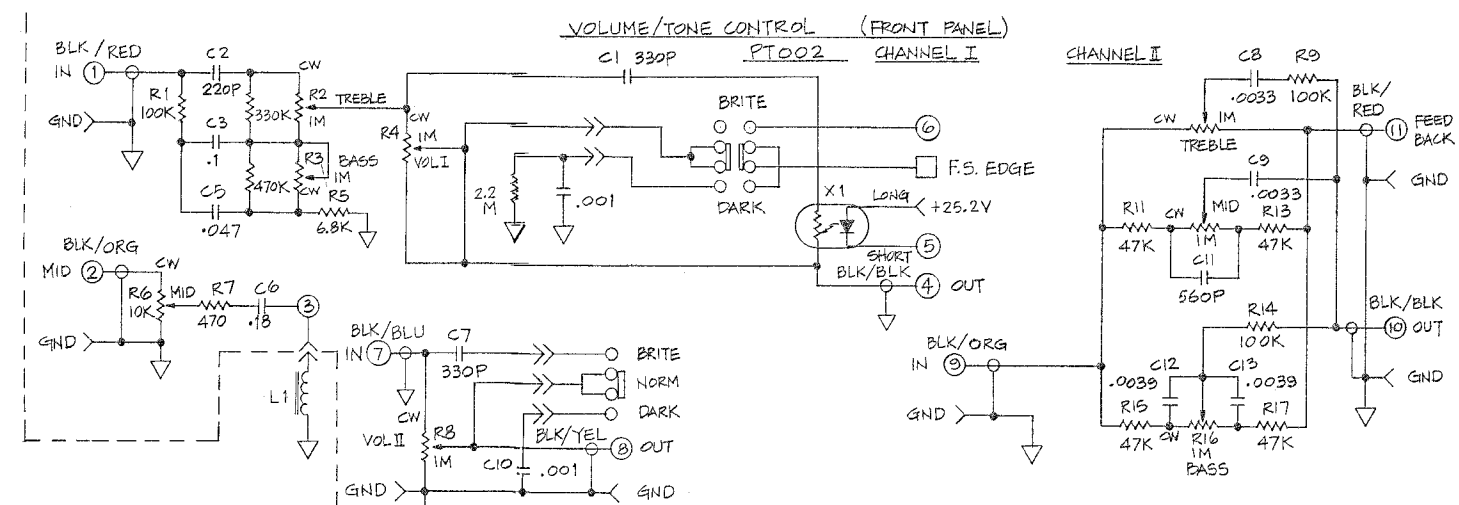 VOLUME/TONE CONTROL (FRONT PANEL)
PT002 CHANNEL I
CHANNEL II
BLK/RED
IN 1
GND
R1
100K
C2
220P
C3
.1
C5
.047
330K
470K
CW
R2
1M
TREBLE
R3
BASS
1M
CW
R5
6.8K
C1 330P
CW
R4
1M
VOL I
2.2
M
.001
BRITE
DARK
6
F.S. EDGE
X1
LONG
+25.2V
5
SHORT
BLK/BLK
4 OUT
BLK/ORG
MID 2
CW
R6
10K
MID
R7
470
C6
.18
3
GND
L1
BLK/BLU
IN 7
C7
330P
BRITE
NORM
DARK
CW
VOL II
R8
1M
BLK/YEL
8 OUT
C10
.001
GND
GND
C8
.0033
R9
100K
BLK/
RED
11 FEED
BACK
CW
1M
TREBLE
C9
.0033
GND
R11
47K
CW
MID
1M
R13
47K
C11
560P
R14
100K
BLK/BLK
10 OUT
BLK/ORG
IN 9
GND
C12
.0039
C13
.0039
R15
47K
CW
R16
1M
BASS
R17
47K
GND